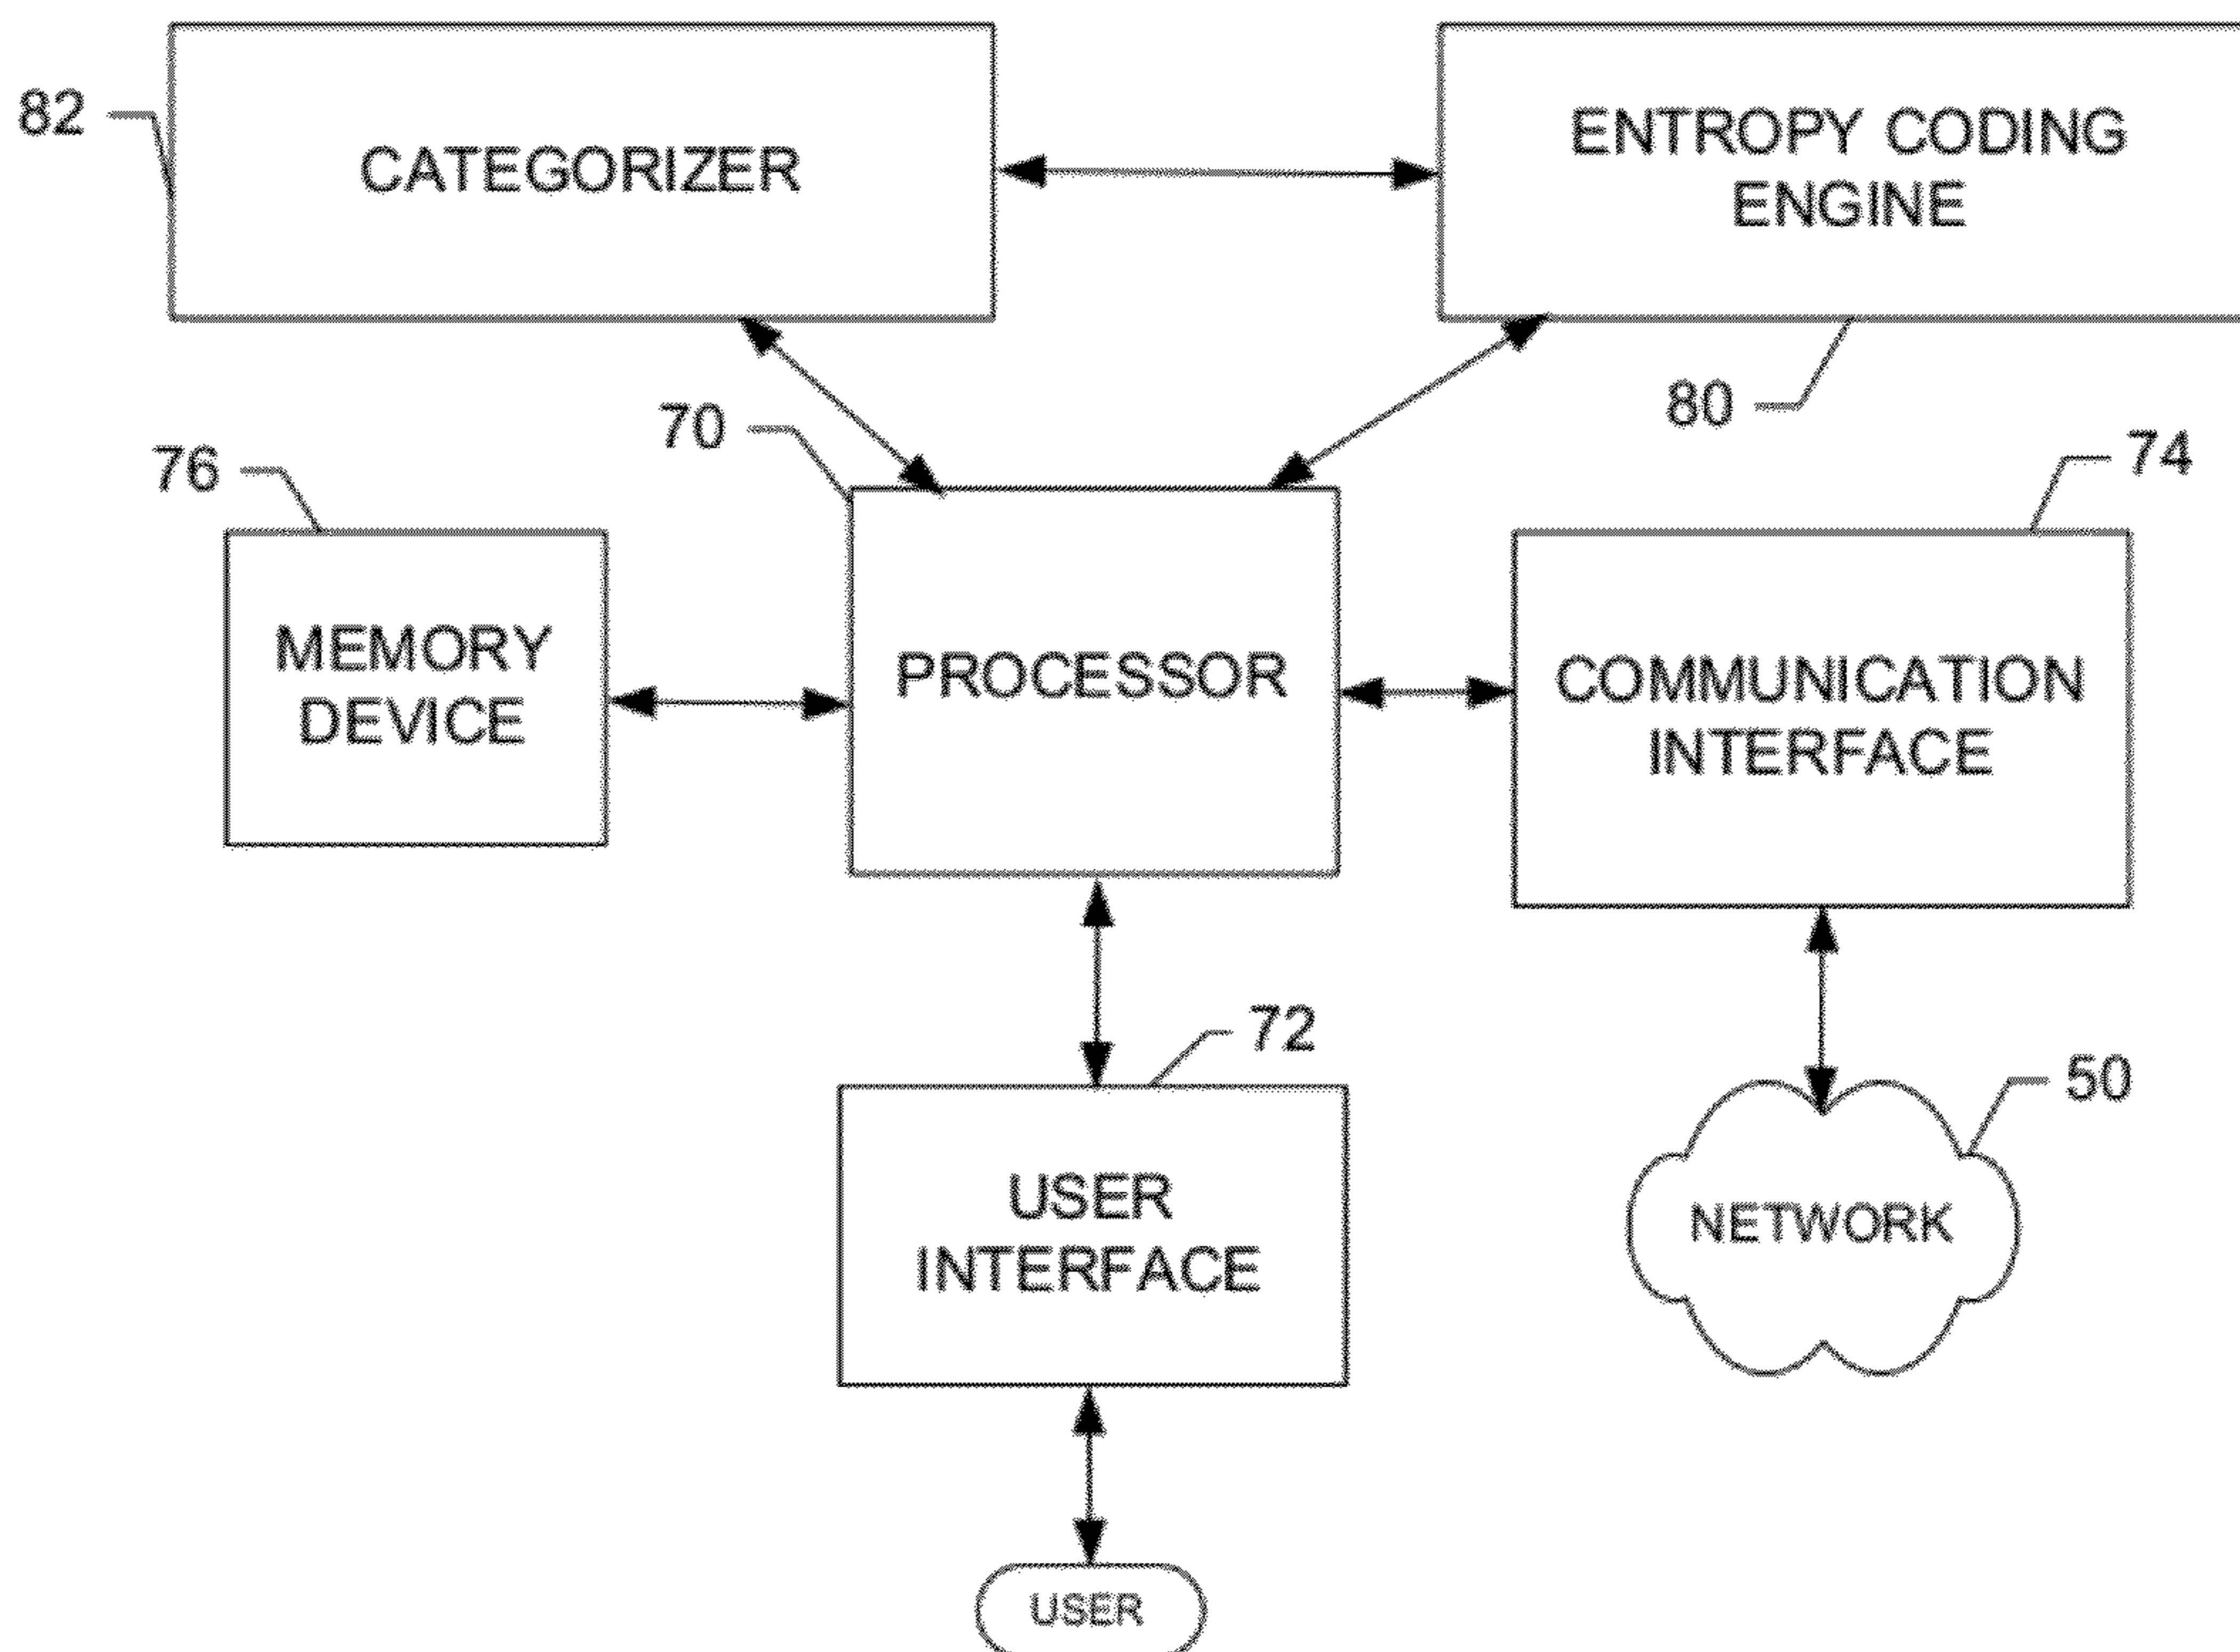 82
CATEGORIZER
ENTROPY CODING
ENGINE
80
70
76
74
MEMORY
DEVICE
PROCESSOR
COMMUNICATION
INTERFACE
72
50
USER
INTERFACE
NETWORK
USER